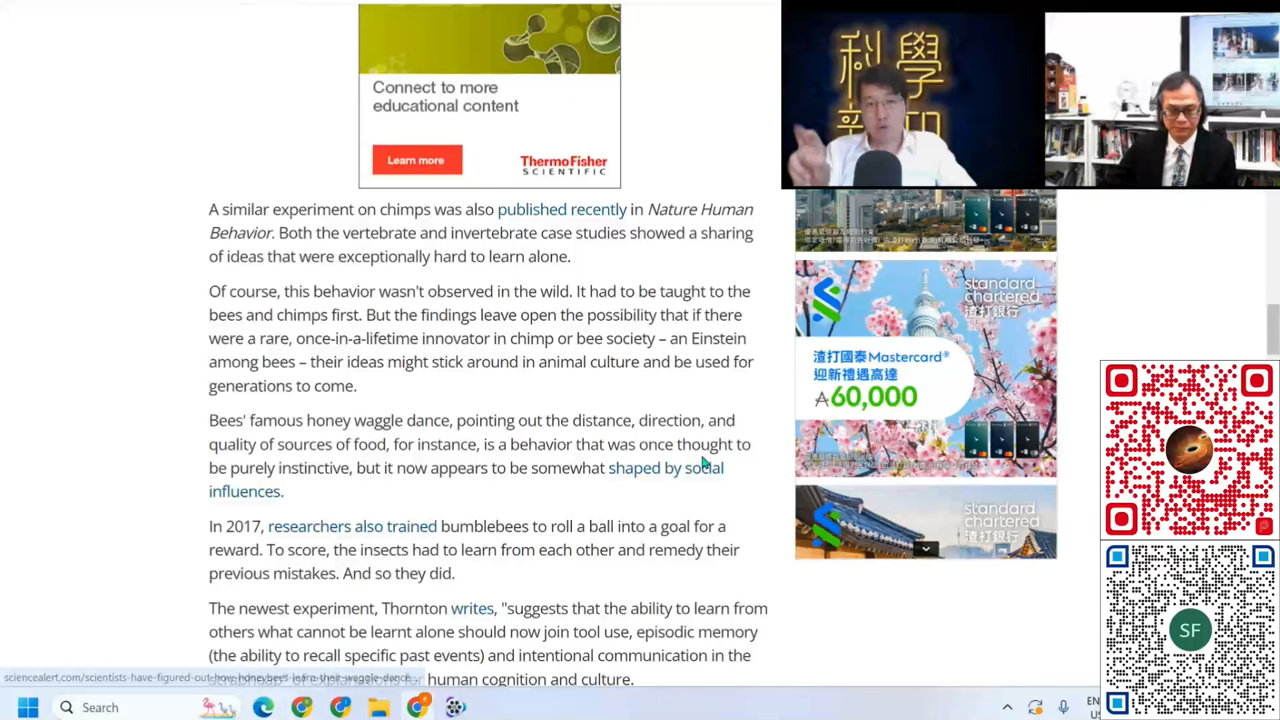 Connect to more
educational content
Learn more
ThermoFisher
SCIENTIFIC
科學
新知
A similar experiment on chimps was also published recently in Nature Human
Behavior. Both the vertebrate and invertebrate case studies showed a sharing
of ideas that were exceptionally hard to learn alone.
Of course, this behavior wasn't observed in the wild. It had to be taught to the
bees and chimps first. But the findings leave open the possibility that if there
were a rare, once-in-a-lifetime innovator in chimp or bee society – an Einstein
among bees – their ideas might stick around in animal culture and be used for
generations to come.
Bees' famous honey waggle dance, pointing out the distance, direction, and
quality of sources of food, for instance, is a behavior that was once thought to
be purely instinctive, but it now appears to be somewhat shaped by social
influences.
In 2017, researchers also trained bumblebees to roll a ball into a goal for a
reward. To score, the insects had to learn from each other and remedy their
previous mistakes. And so they did.
The newest experiment, Thornton writes, "suggests that the ability to learn from
others what cannot be learnt alone should now join tool use, episodic memory
(the ability to recall specific past events) and intentional communication in the
human cognition and culture.
standard
chartered
渣打銀行
渣打國泰Mastercard®
迎新禮遇高達
60,000
standard
chartered
渣打銀行
SF
sciencealert.com/scientists-have-figured-out-how-honeybees-learn-their-waggle-dance
Search
EN